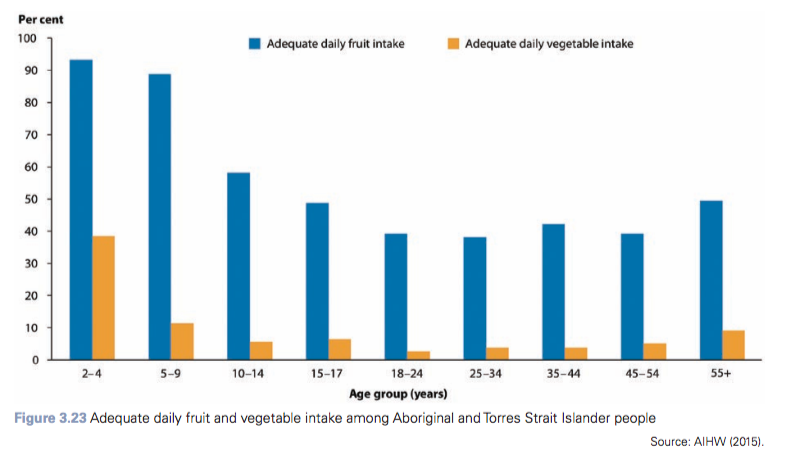 Per cent
100
Adequate daily fruit intake
Adequate daily vegetable intake
90
80
70
60
50
40
30
20
10
0
2–4 5–9 10–14 15–17 18–24 25–34 35–44 45–54 55+
Age group (years)
Figure 3.23 Adequate daily fruit and vegetable intake among Aboriginal and Torres Strait Islander people
Source: AIHW (2015).